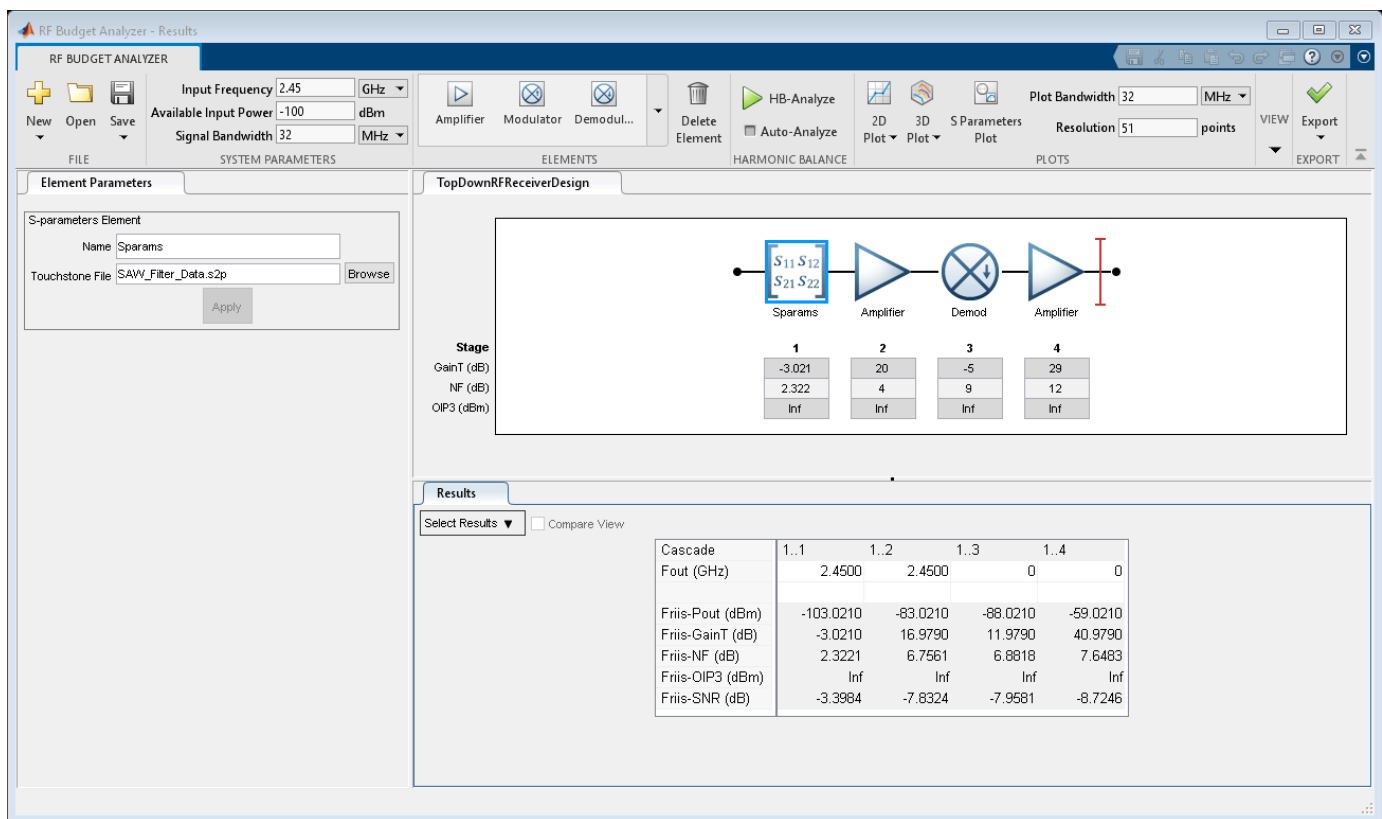 RF Budget Analyzer - Results
RF BUDGET ANALYZER
New Open Save
FILE
Input Frequency 2.45 GHz
Available Input Power -100 dBm
Signal Bandwidth 32 MHz
SYSTEM PARAMETERS
Amplifier Modulator Demodul...
Delete Element
ELEMENTS
HB-Analyze
Auto-Analyze
HARMONIC BALANCE
2D Plot 3D Plot S Parameters Plot
Plot Bandwidth 32 MHz
Resolution 51 points
PLOTS
VIEW
Export
EXPORT
Element Parameters
S-parameters Element
Name Sparams
Touchstone File SAW_Filter_Data.s2p Browse
Apply
TopDownRFReceiverDesign
S11 S12
S21 S22
Sparams Amplifier Demod Amplifier
Stage 1 2 3 4
GainT (dB) -3.021 20 -5 29
NF (dB) 2.322 4 9 12
OIP3 (dBm) Inf Inf Inf Inf
Results
Select Results ▼ Compare View
Cascade 1..1 1..2 1..3 1..4
Fout (GHz) 2.4500 2.4500 0 0
Friis-Pout (dBm) -103.0210 -83.0210 -88.0210 -59.0210
Friis-GainT (dB) -3.0210 16.9790 11.9790 40.9790
Friis-NF (dB) 2.3221 6.7561 6.8818 7.6483
Friis-OIP3 (dBm) Inf Inf Inf Inf
Friis-SNR (dB) -3.3984 -7.8324 -7.9581 -8.7246